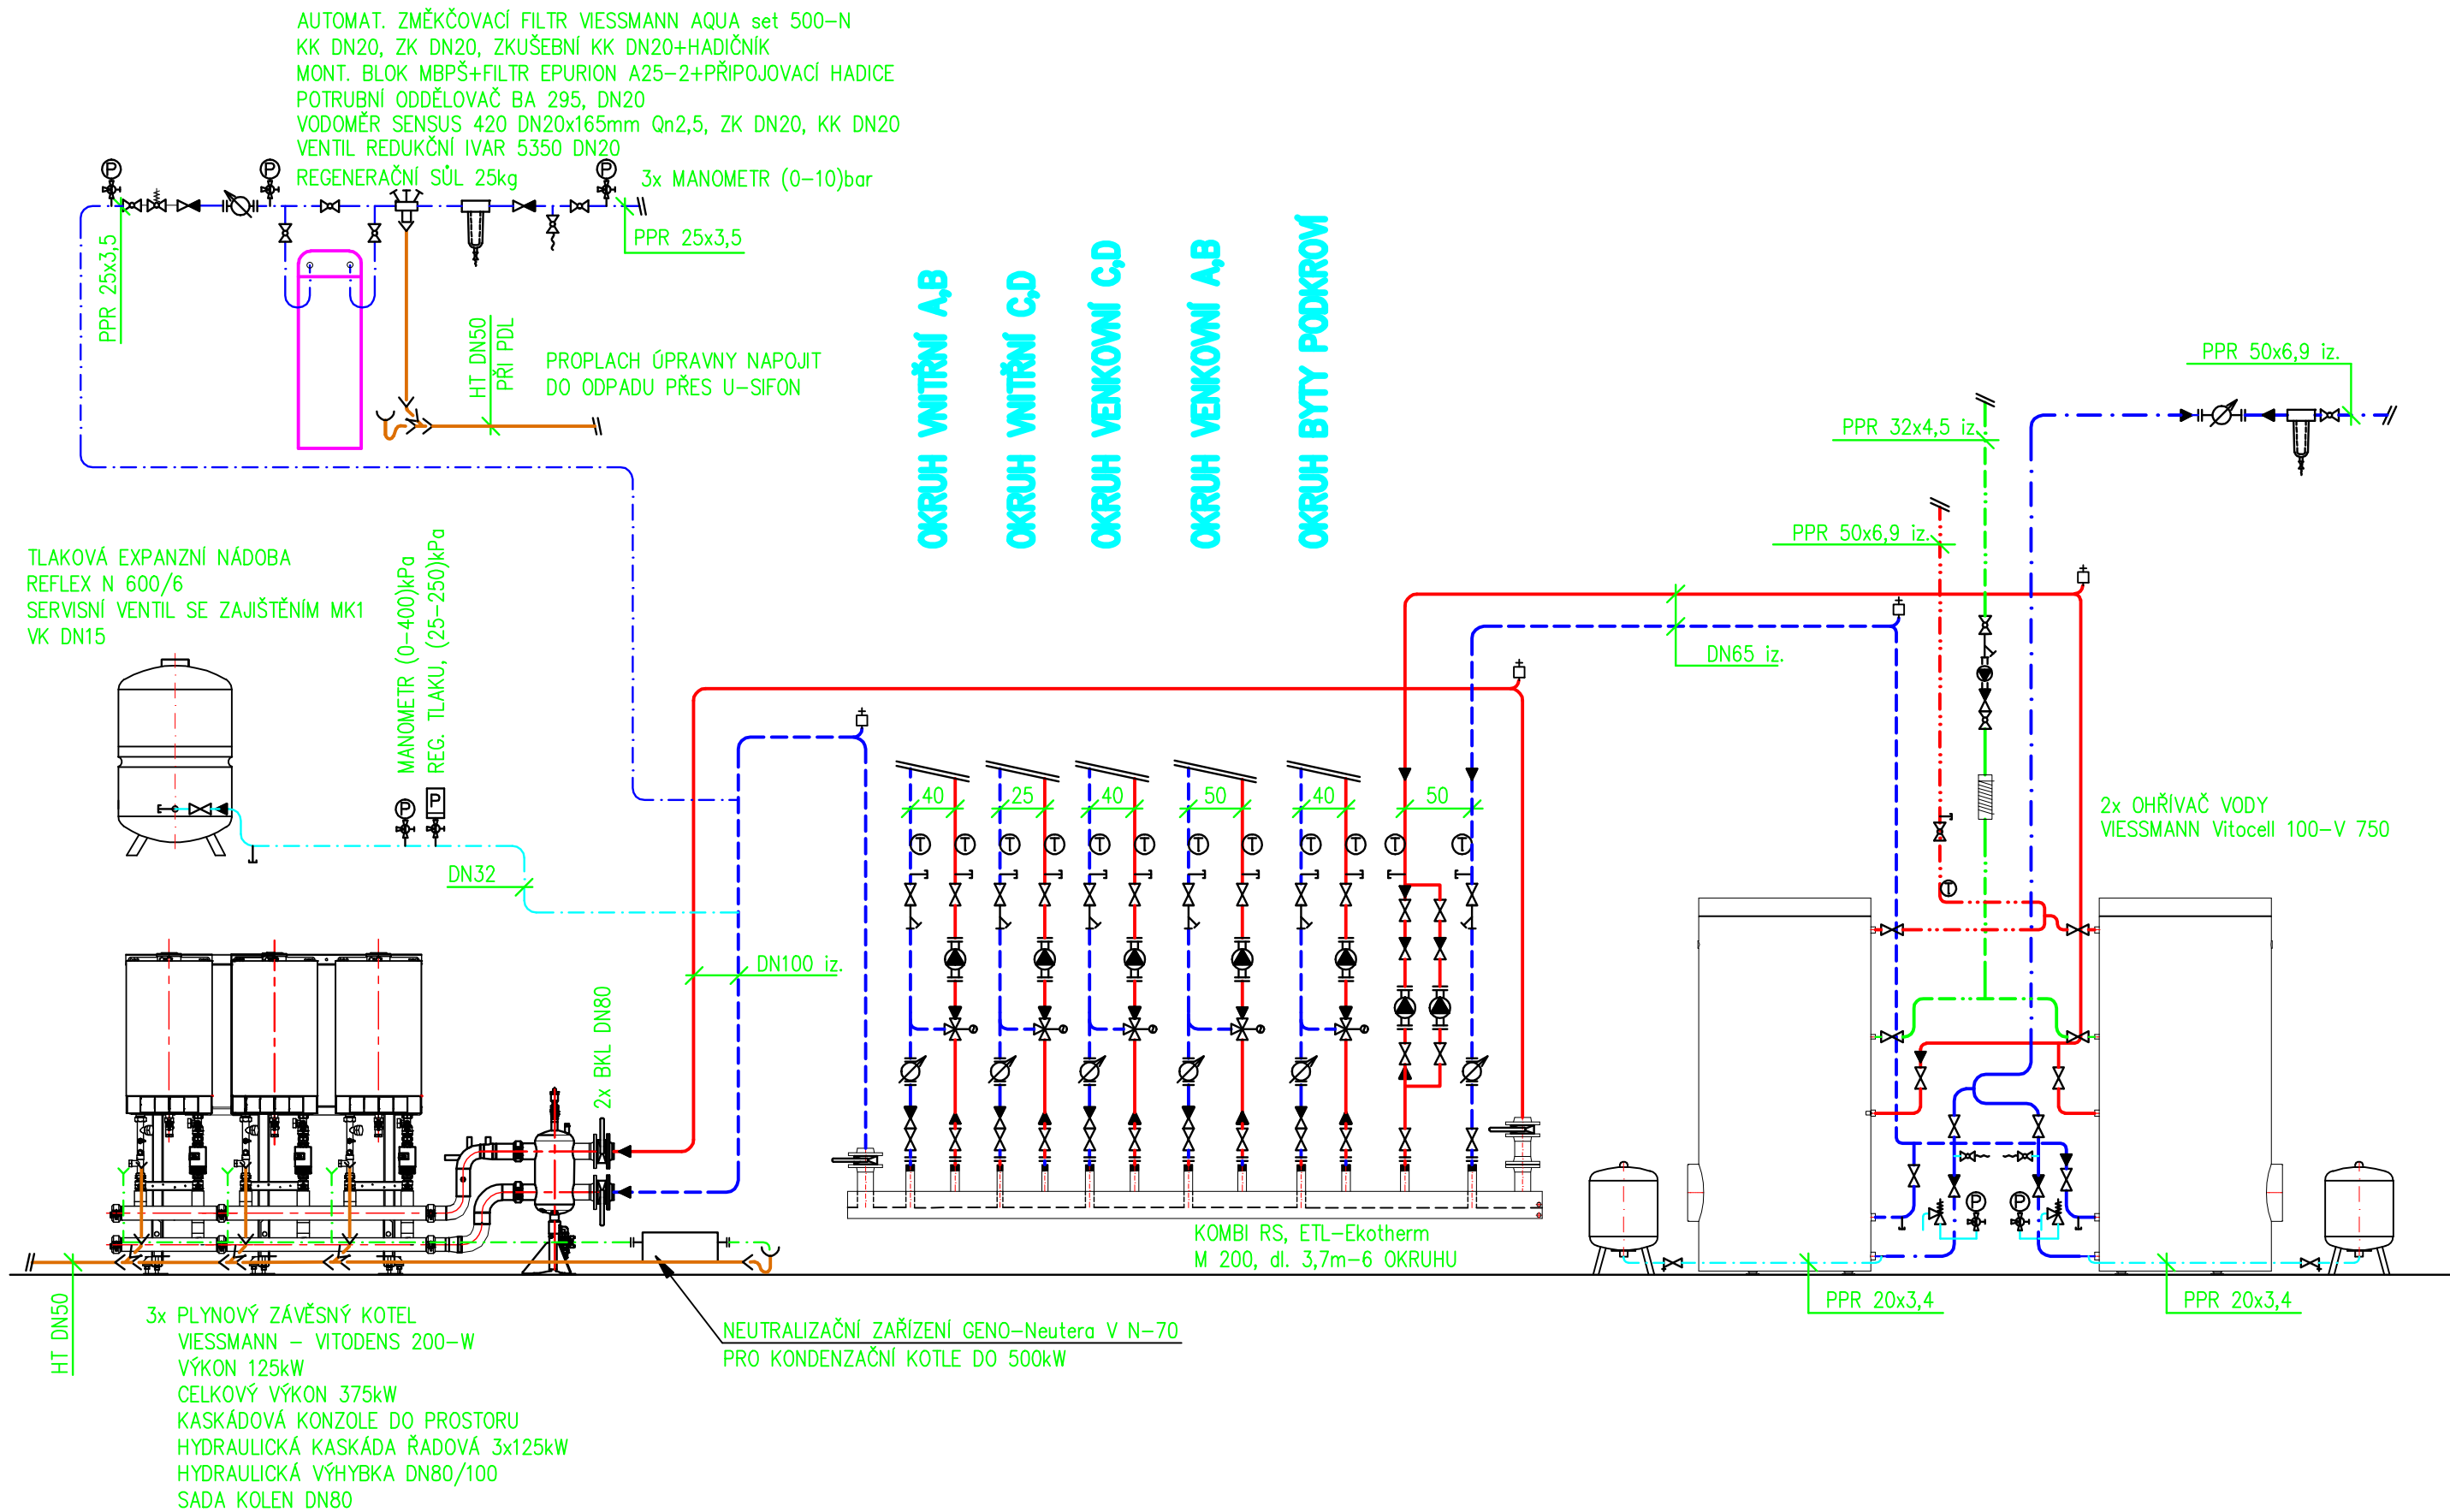 AUTOMAT. ZMĚKČOVACÍ FILTR VIESSMANN AQUA set 500-N
KK DN20, ZK DN20, ZKUŠEBNÍ KK DN20+HADIČNÍK
MONT. BLOK MBPŠ+FILTR EPURION A25-2+PŘIPOJOVACÍ HADICE
POTRUBNÍ ODDĚLOVAČ BA 295, DN20
VODOMĚR SENSUS 420 DN20x165mm Qn2,5, ZK DN20, KK DN20
VENTIL REDUKČNÍ IVAR 5350 DN20
REGENERAČNÍ SŮL 25kg
3x MANOMETR (0-10)bar
P
P
P
PPR 25x3,5
PPR 25x3,5
HT DN50
PŘI PDL
PROPLACH ÚPRAVNY NAPOJIT
DO ODPADU PŘES U-SIFON
OKRUH VNITŘNÍ A,B
OKRUH VNITŘNÍ C,D
OKRUH VENKOVNÍ C,D
OKRUH VENKOVNÍ A,B
OKRUH BYTY PODKROVÍ
PPR 50x6,9 iz.
PPR 32x4,5 iz.
PPR 50x6,9 iz.
TLAKOVÁ EXPANZNÍ NÁDOBA
REFLEX N 600/6
SERVISNÍ VENTIL SE ZAJIŠTĚNÍM MK1
VK DN15
MANOMETR (0-400)kPa
REG. TLAKU, (25-250)kPa
P
P
DN32
DN65 iz.
40
25
40
50
40
50
T
T
T
T
T
T
T
T
T
T
T
T
T
2x OHŘÍVAČ VODY
VIESSMANN Vitocell 100-V 750
DN100 iz.
2x BKL DN80
P
P
KOMBI RS, ETL-Ekotherm
M 200, dl. 3,7m-6 OKRUHU
PPR 20x3,4
PPR 20x3,4
HT DN50
3x PLYNOVÝ ZÁVĚSNÝ KOTEL
VIESSMANN - VITODENS 200-W
VÝKON 125kW
CELKOVÝ VÝKON 375kW
KASKÁDOVÁ KONZOLE DO PROSTORU
HYDRAULICKÁ KASKÁDA ŘADOVÁ 3x125kW
HYDRAULICKÁ VÝHYBKA DN80/100
SADA KOLEN DN80
NEUTRALIZAČNÍ ZAŘÍZENÍ GENO-Neutera V N-70
PRO KONDENZAČNÍ KOTLE DO 500kW